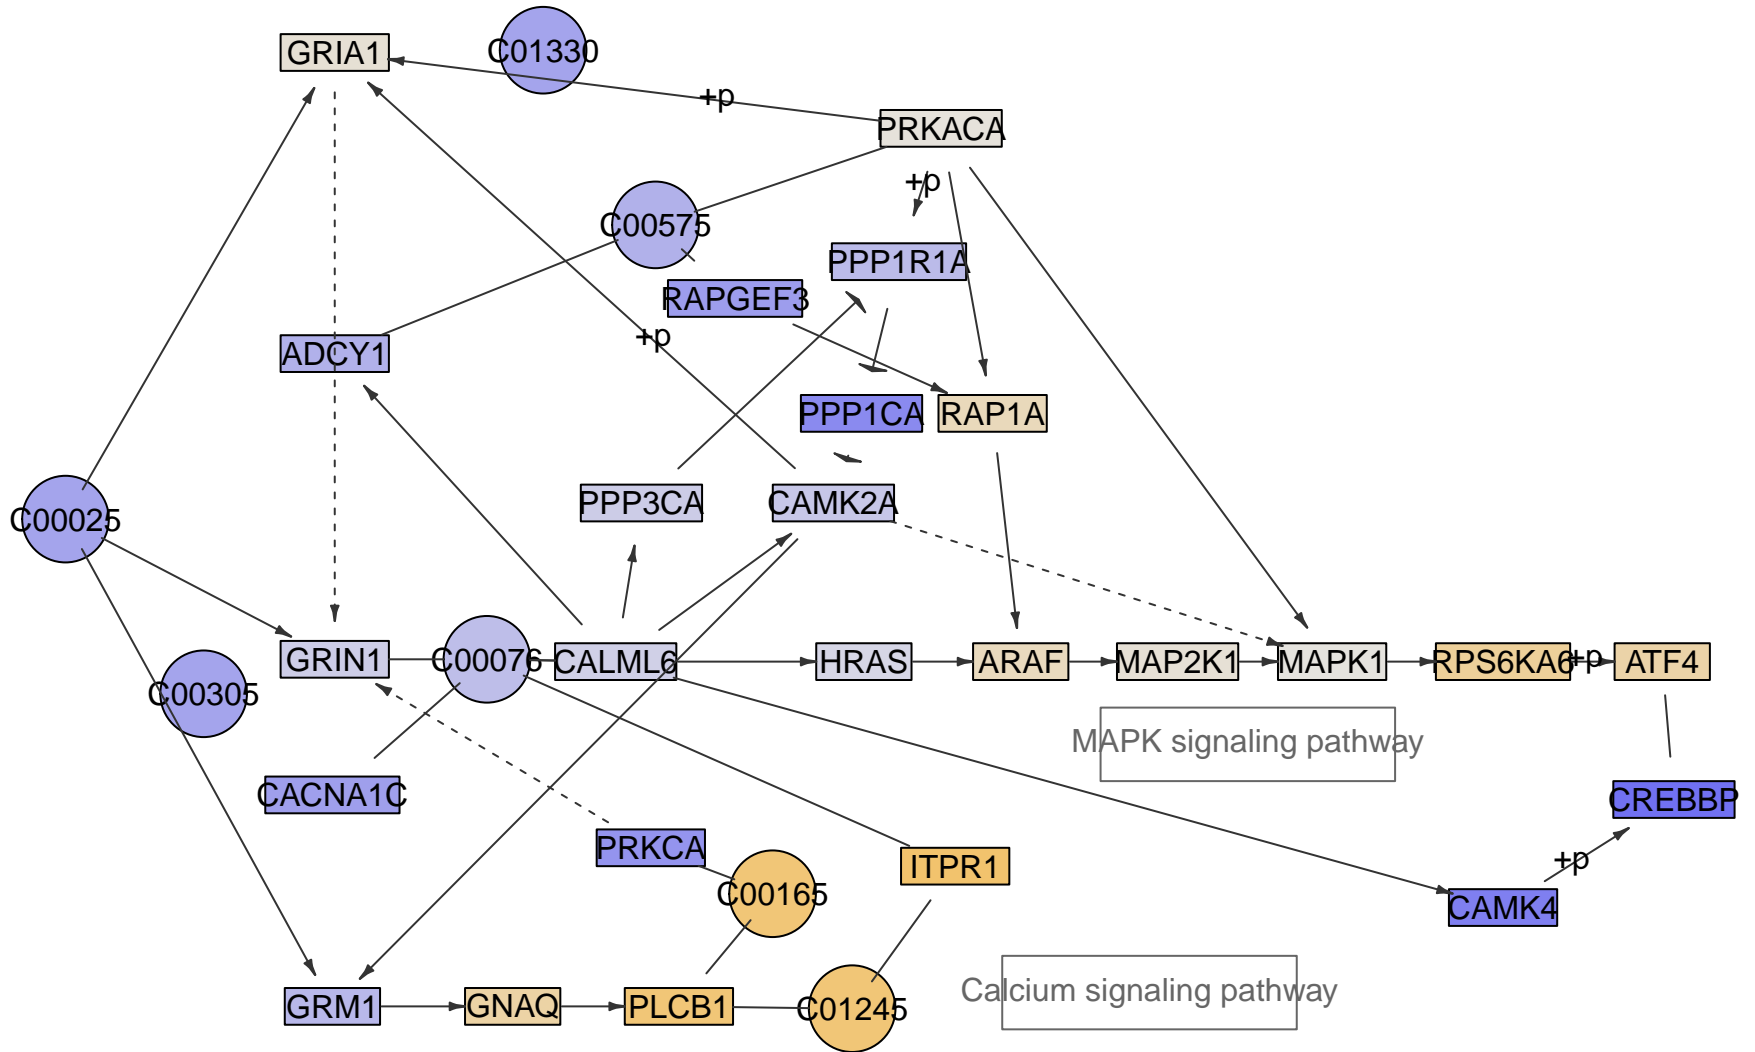 GRIA1
C01330
+p
PRKACA
+p
C00575
PPP1R1A
RAPGEF3
+p
ADCY1
PPP1CA
RAP1A
C00025
PPP3CA
CAMK2A
GRIN1
C00076
CALML6
HRAS
ARAF
MAP2K1
MAPK1
RPS6KA6
+p
ATF4
C00305
MAPK signaling pathway
CACNA1C
CREBBP
PRKCA
ITPR1
+p
C00165
CAMK4
Calcium signaling pathway
GRM1
GNAQ
PLCB1
C01245